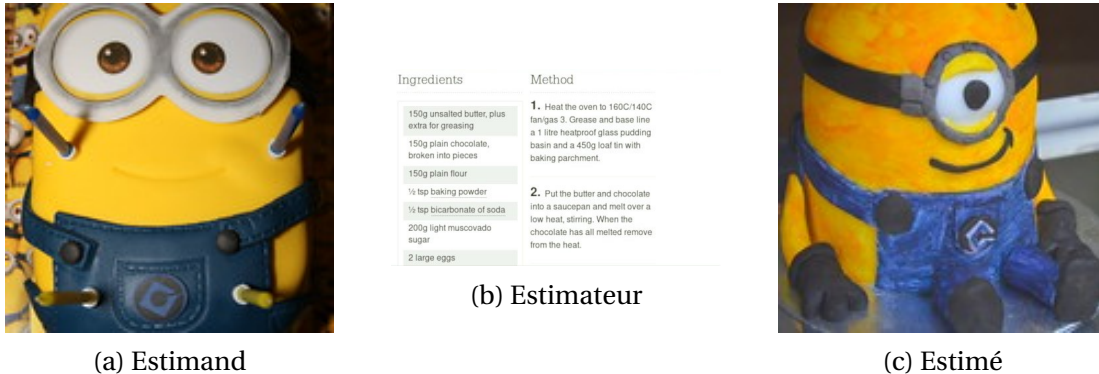 Ingredients
150g unsalted butter, plus
extra for greasing
150g plain chocolate,
broken into pieces
150g plain flour
½ tsp baking powder
½ tsp bicarbonate of soda
200g light muscovado
sugar
2 large eggs
Method
1. Heat the oven to 160C/140C
fan/gas 3. Grease and base line
a 1 litre heatproof glass pudding
basin and a 450g loaf tin with
baking parchment.
2. Put the butter and chocolate
into a saucepan and melt over a
low heat, stirring. When the
chocolate has all melted remove
from the heat.
(a) Estimand
(b) Estimateur
(c) Estimé